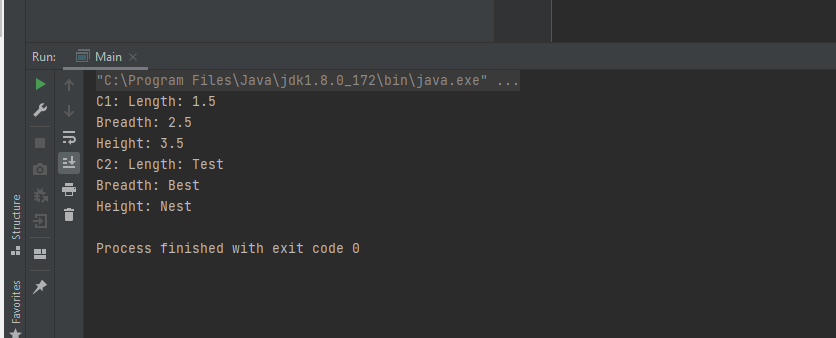 Run: Main
"C:\Program Files\Java\jdk1.8.0_172\bin\java.exe" ...
C1: Length: 1.5
Breadth: 2.5
Height: 3.5
C2: Length: Test
Breadth: Best
Height: Nest
Process finished with exit code 0
Structure
Favorites